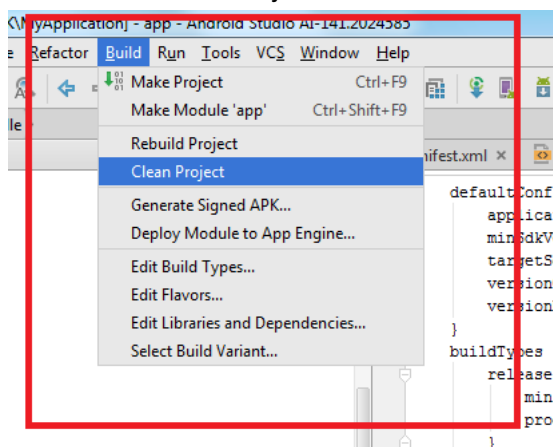 K\MyApplication] - app - Android Studio AI-141.2024585
e Refactor Build Run Tools VCS Window Help
Make Project Ctrl+F9
Make Module 'app' Ctrl+Shift+F9
lle
Rebuild Project
nifest.xml ×
Clean Project
defaultConf
Generate Signed APK...
applica
Deploy Module to App Engine...
minSdkV
targetS
Edit Build Types...
version
Edit Flavors...
version
Edit Libraries and Dependencies...
}
Select Build Variant...
buildTypes
release
min
pro
}